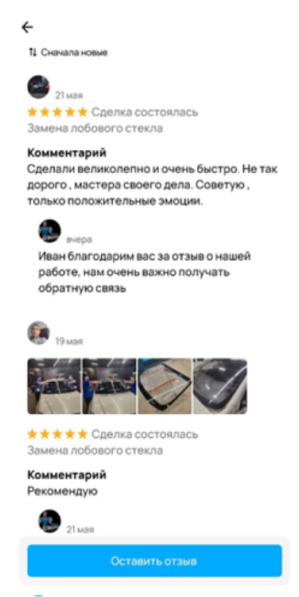 Сначала новые
21 мая
Сделка состоялась
Замена лобового стекла
Комментарий
Сделали великолепно и очень быстро. Не так
дорого , мастера своего дела. Советую ,
только положительные эмоции.
вчера
Иван благодарим вас за отзыв о нашей
работе, нам очень важно получать
обратную связь
19 мая
Сделка состоялась
Замена лобового стекла
Комментарий
Рекомендую
21 мая
Оставить отзыв